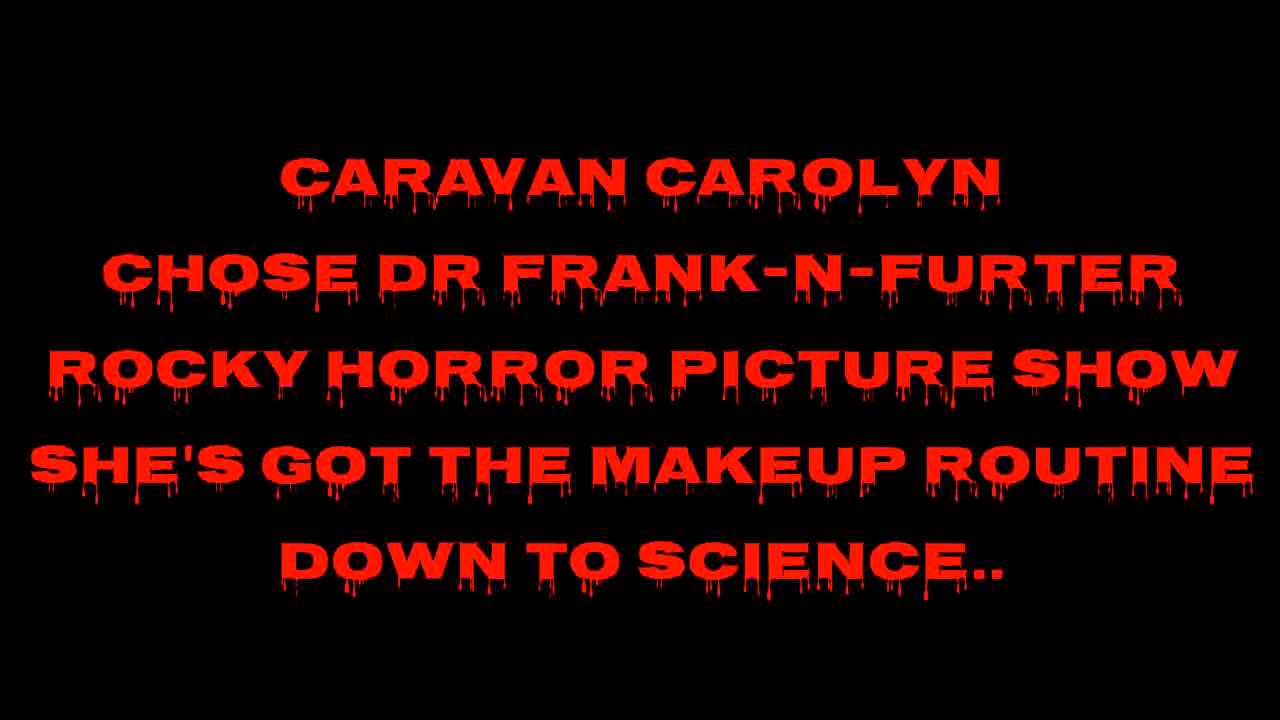 CARAVAN CAROLYN
CHOSE DR FRANK-N-FURTER
ROCKY HORROR PICTURE SHOW
SHE'S GOT THE MAKEUP ROUTINE
DOWN TO SCIENCE..